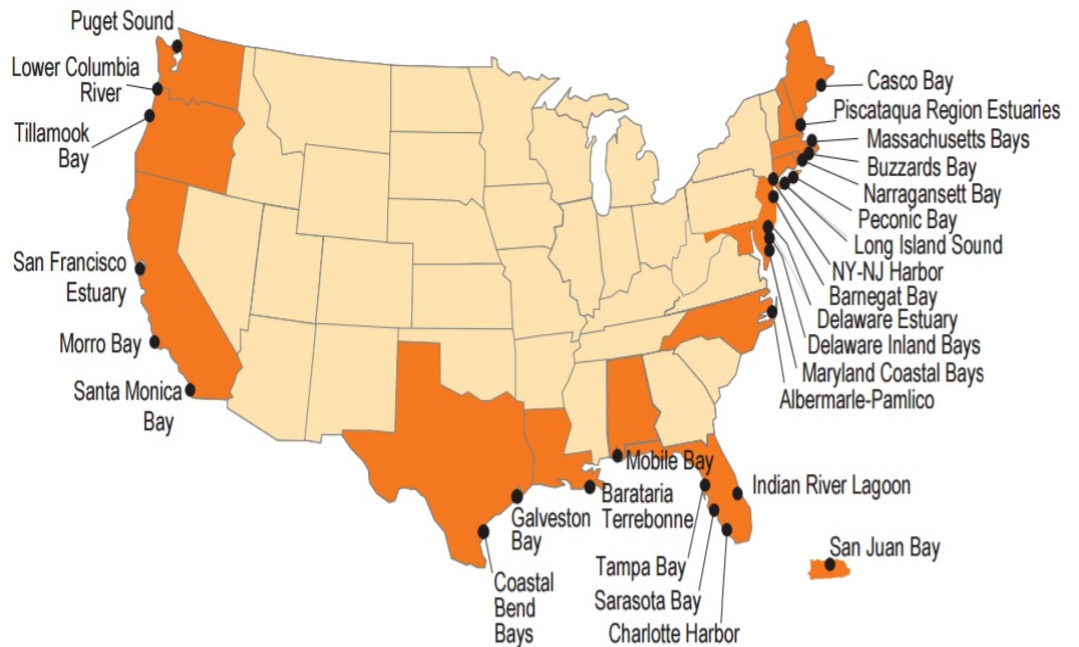 Puget Sound
Lower Columbia
River
Tillamook
Bay
San Francisco
Estuary
Morro Bay
Santa Monica
Bay
Casco Bay
Piscataqua Region Estuaries
Massachusetts Bays
Buzzards Bay
Narragansett Bay
Peconic Bay
Long Island Sound
NY-NJ Harbor
Barnegat Bay
Delaware Estuary
Delaware Inland Bays
Maryland Coastal Bays
Albermarle-Pamlico
Mobile Bay
Barataria
Terrebonne
Galveston
Bay
Coastal
Bend
Bays
Indian River Lagoon
Tampa Bay
Sarasota Bay
Charlotte Harbor
San Juan Bay